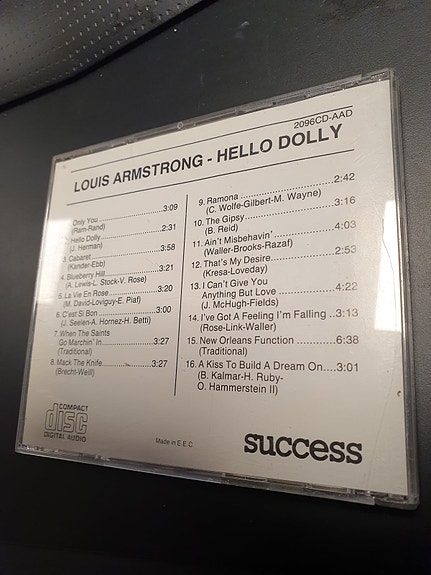 2096CD-AAD
LOUIS ARMSTRONG - HELLO DOLLY
Only You ... 3:09
(Ram-Rand)
2. Hello Dolly ... 2:31
(J. Herman)
3. Cabaret ... 3:58
(Kander-Ebb)
4. Blueberry Hill ... 3:21
(A. Lewis-L. Stock-V. Rose)
5. La Vie En Rose ... 3:20
(M. David-Loviguy-E. Piaf)
6. C'est Si Bon ... 3:00
(J. Seelen-A. Hornez-H. Betti)
7. When The Saints
Go Marchin' In ... 3:27
(Traditional)
8. Mack The Knife ... 3:27
(Brecht-Weill)
9. Ramona ... 2:42
(C. Wolfe-Gilbert-M. Wayne)
10. The Gipsy ... 3:16
(B. Reid)
11. Ain't Misbehavin' ... 4:03
(Waller-Brooks-Razaf)
12. That's My Desire ... 2:53
(Kresa-Loveday)
13. I Can't Give You
Anything But Love ... 4:22
(J. McHugh-Fields)
14. I've Got A Feeling I'm Falling .. 3:13
(Rose-Link-Waller)
15. New Orleans Function ... 6:38
(Traditional)
16. A Kiss To Build A Dream On .... 3:01
(B. Kalmar-H. Ruby-
O. Hammerstein II)
COMPACT
disc
DIGITAL AUDIO
Made in E.E.C
success